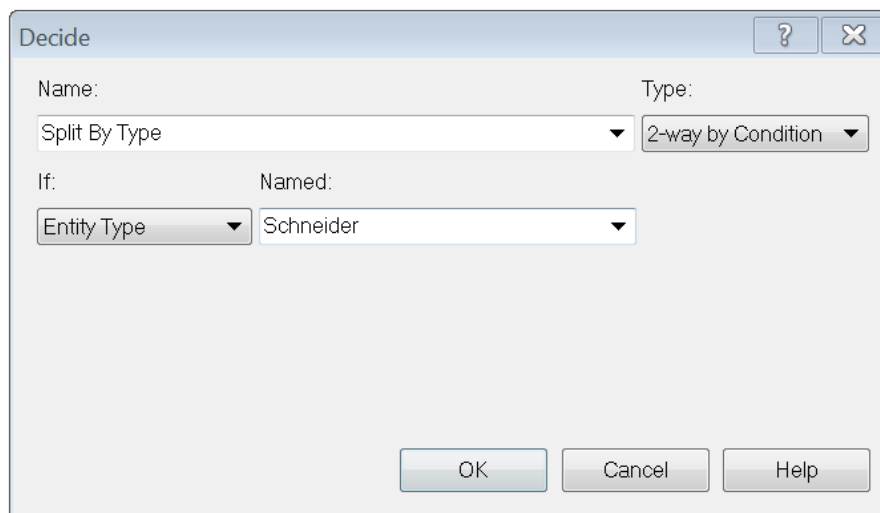 Decide
Name: Type:
Split By Type 2-way by Condition
If: Named:
Entity Type Schneider
OK Cancel Help